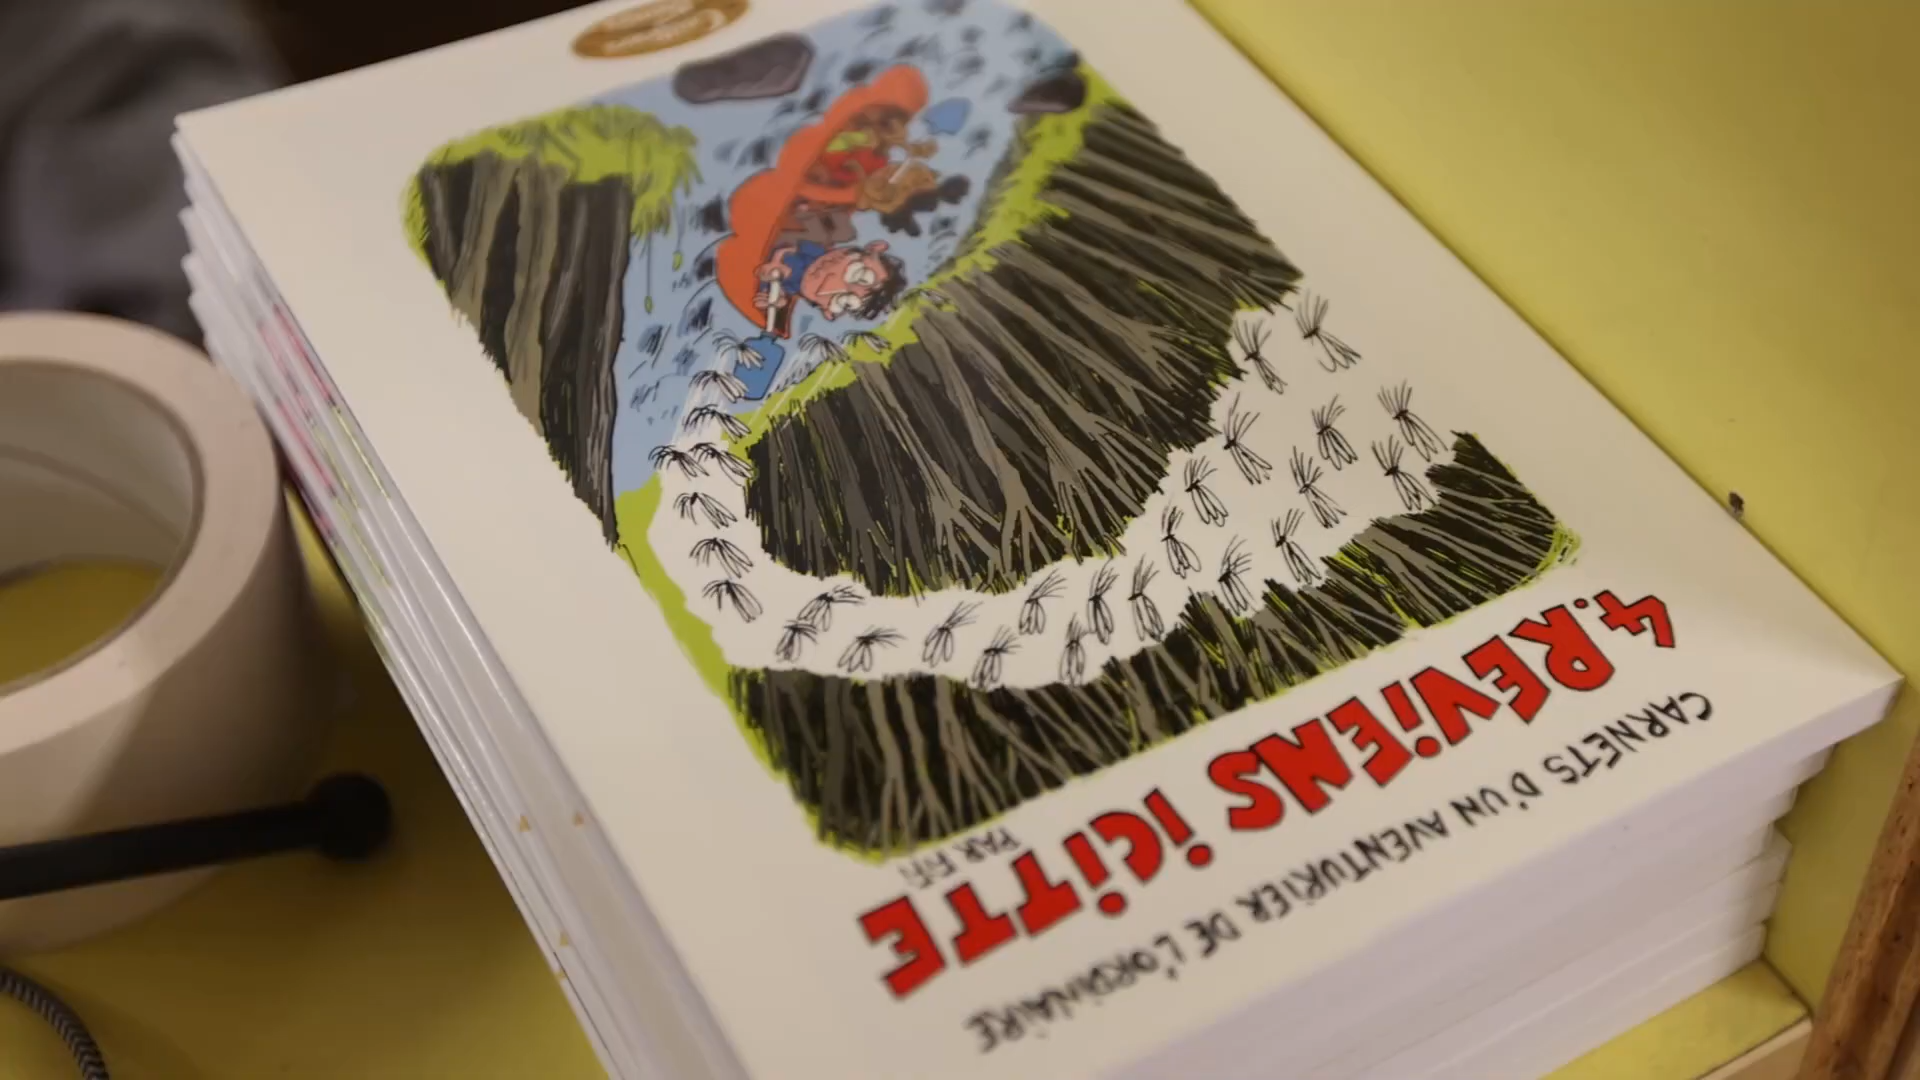 CARNETS D'UN AVENTURIER DE L'ORDINAIRE
4. REVIENS ICITTE
PAR FIFI